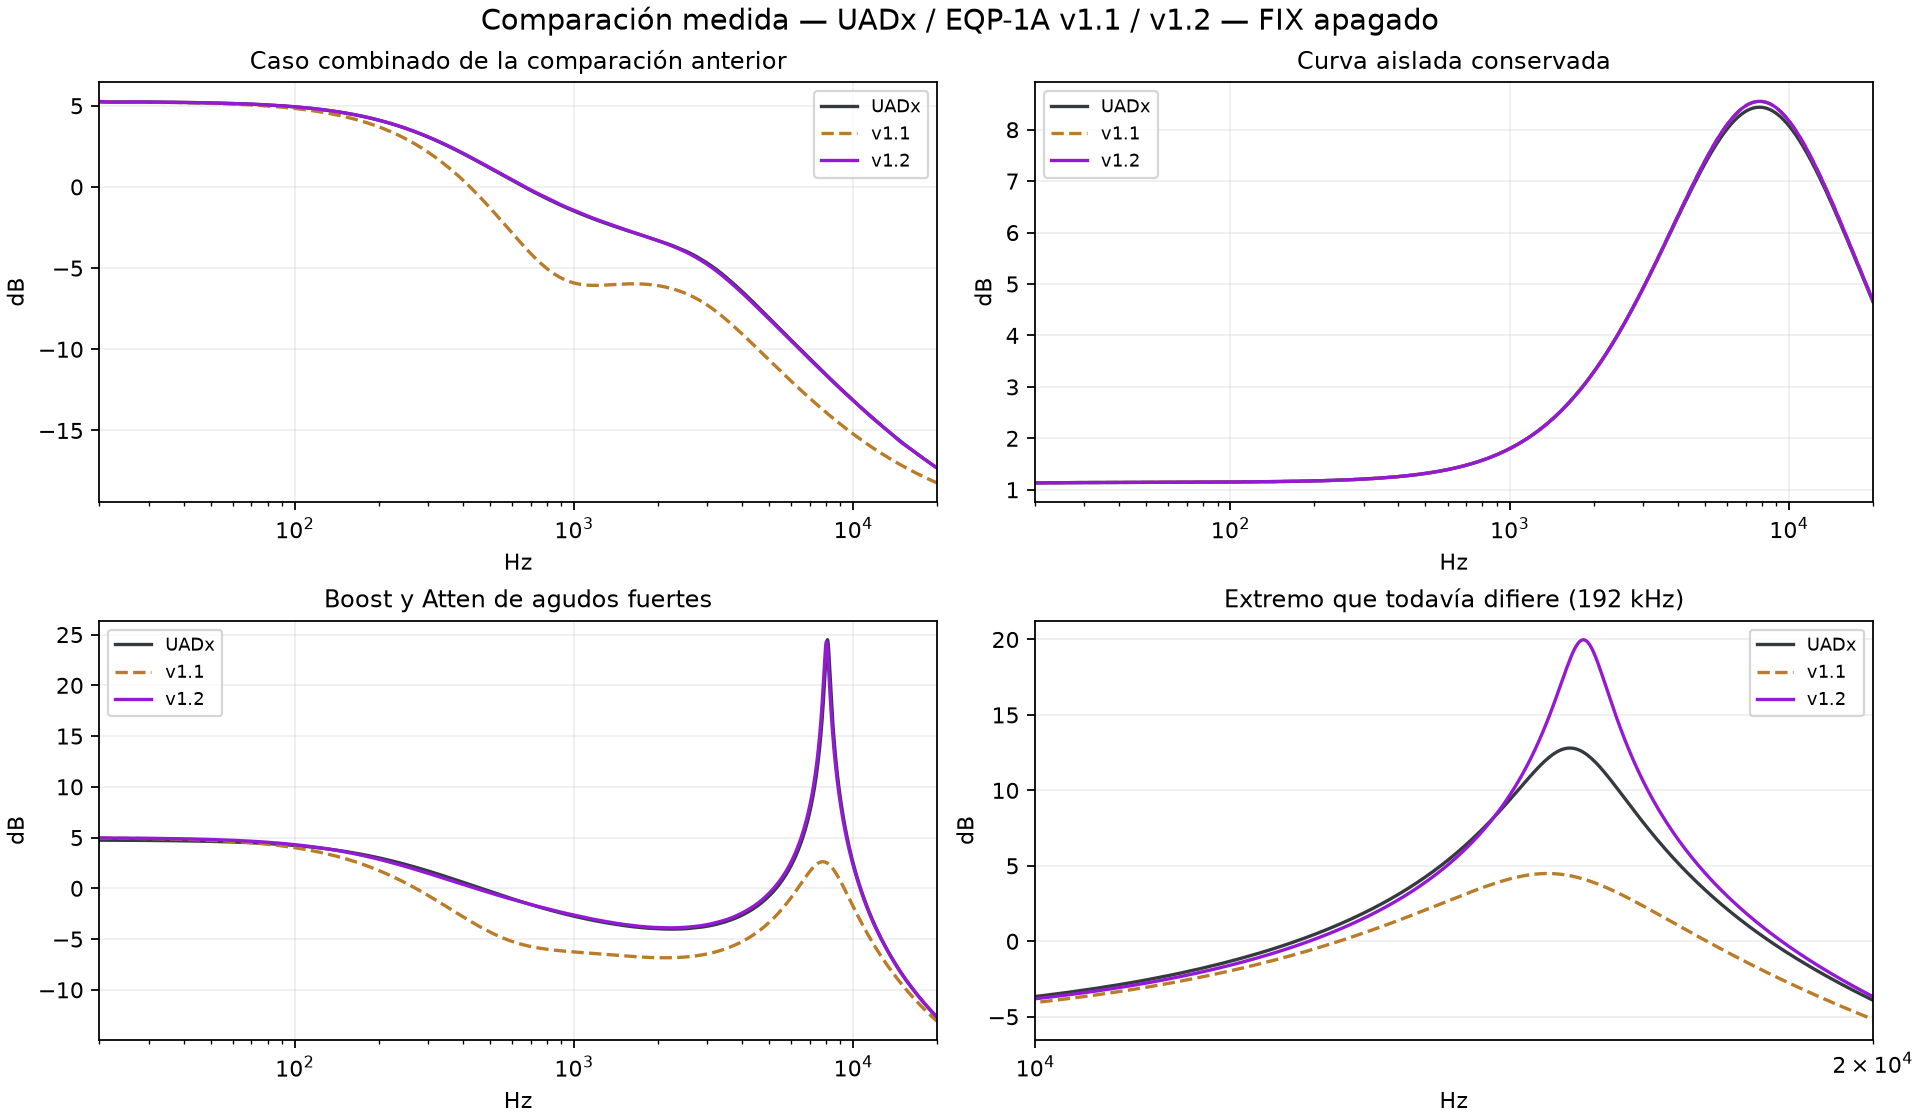 Comparación medida — UADx / EQP-1A v1.1 / v1.2 — FIX apagado
Caso combinado de la comparación anterior
5
0
−5
−10
−15
dB
10²
10³
10⁴
Hz
UADx
v1.1
v1.2
Curva aislada conservada
8
7
6
5
4
3
2
1
dB
10²
10³
10⁴
Hz
UADx
v1.1
v1.2
Boost y Atten de agudos fuertes
25
20
15
10
5
0
−5
−10
dB
10²
10³
10⁴
Hz
UADx
v1.1
v1.2
Extremo que todavía difiere (192 kHz)
20
15
10
5
0
−5
dB
10⁴
2 × 10⁴
Hz
UADx
v1.1
v1.2